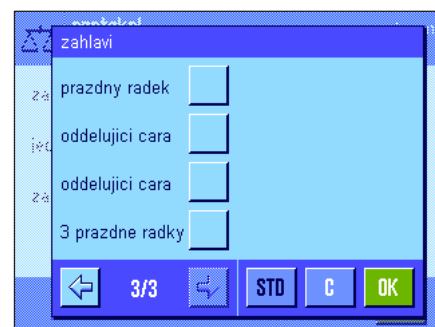 zahlavi
prazdny radek
oddelujici cara
oddelujici cara
3 prazdne radky
3/3
STD
C
OK